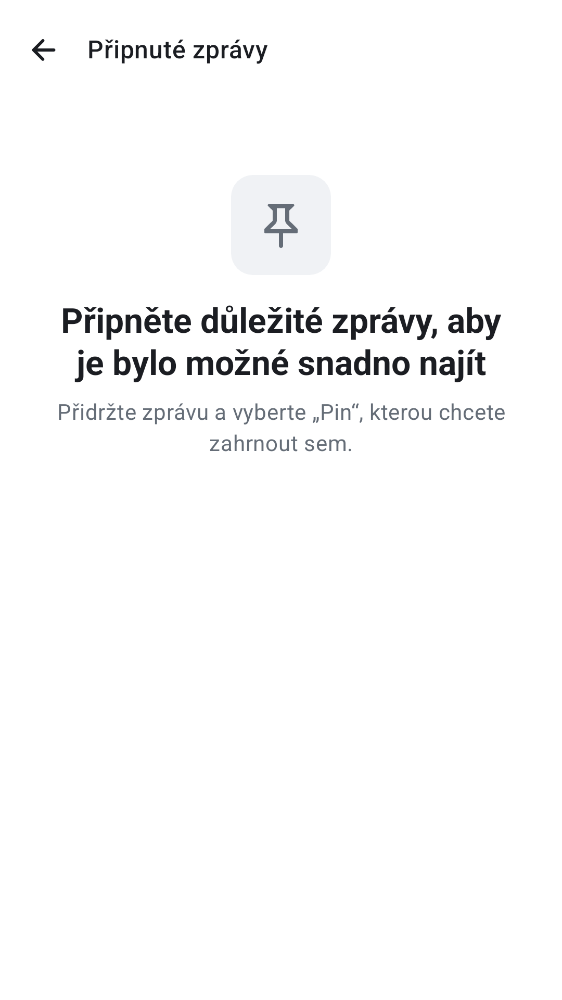 Připnuté zprávy
Připněte důležité zprávy, aby
je bylo možné snadno najít
Přidržte zprávu a vyberte „Pin“, kterou chcete
zahrnout sem.